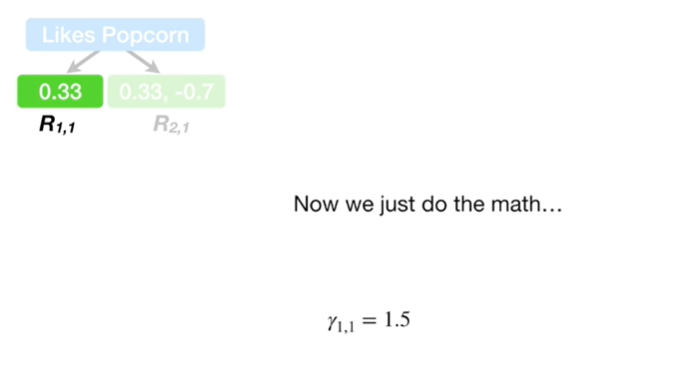 Likes Popcorn
0.33 0.33, -0.7
R1,1 R2,1
Now we just do the math...
γ1,1 = 1.5